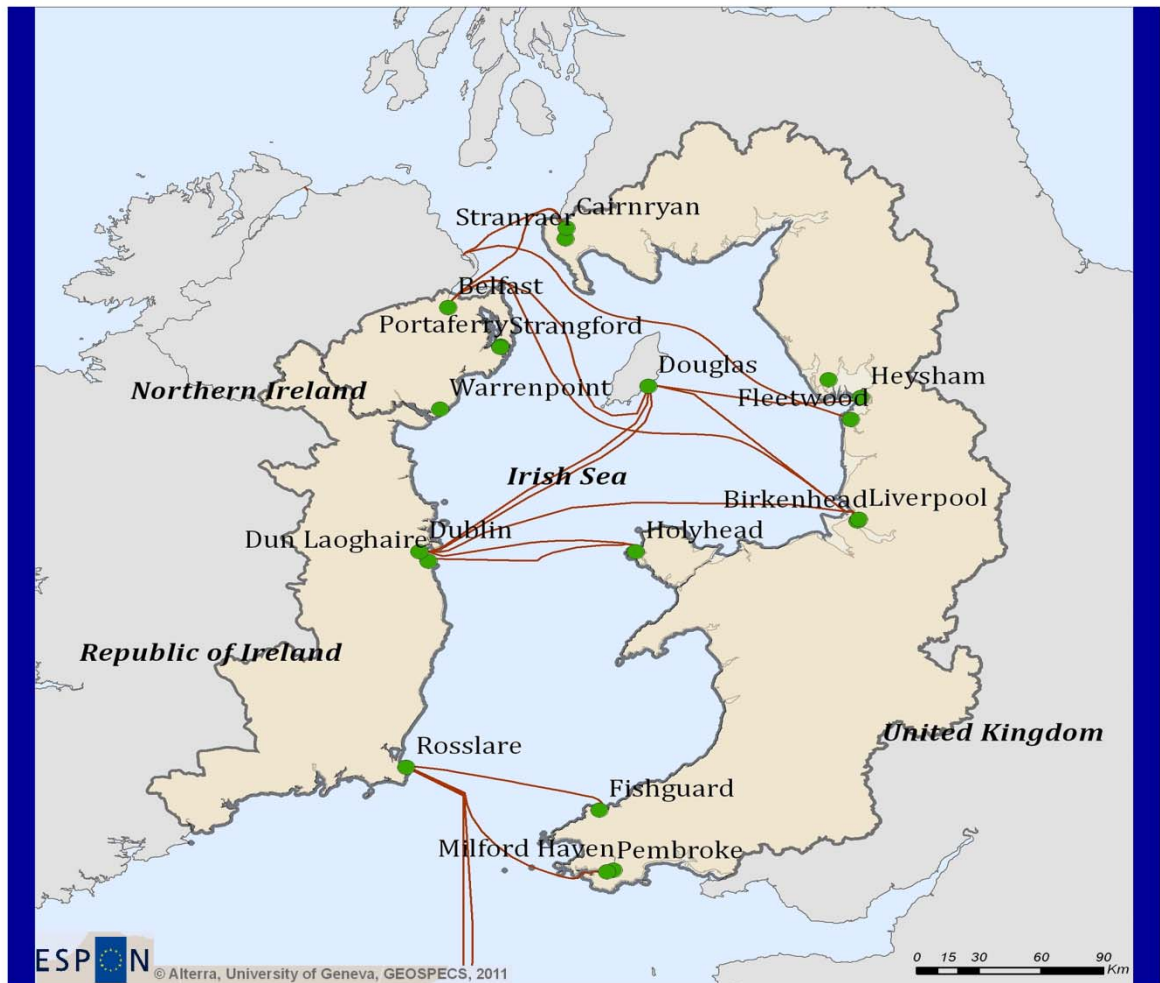 Cairnryan
Stranraer
Belfast
Portaferry
Strangford
Douglas
Northern Ireland
Warrenpoint
Heysham
Fleetwood
Irish Sea
Birkenhead
Liverpool
Dublin
Dun Laoghaire
Holyhead
Republic of Ireland
United Kingdom
Rosslare
Fishguard
Milford Haven
Pembroke
ESPON
© Alterra, University of Geneva, GEOSPECS, 2011
0 15 30 60 90
Km